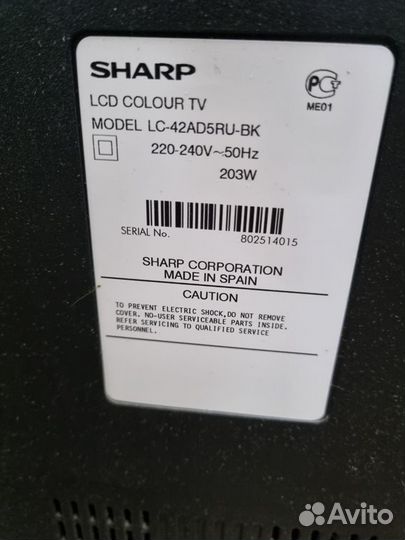 SHARP
LCD COLOUR TV
MODEL LC-42AD5RU-BK
220-240V~50Hz
203W
РС
ME01
SERIAL No.
802514015
SHARP CORPORATION
MADE IN SPAIN
CAUTION
TO PREVENT ELECTRIC SHOCK,DO NOT REMOVE
COVER. NO-USER SERVICEABLE PARTS INSIDE.
REFER SERVICING TO QUALIFIED SERVICE
PERSONNEL.
Avito